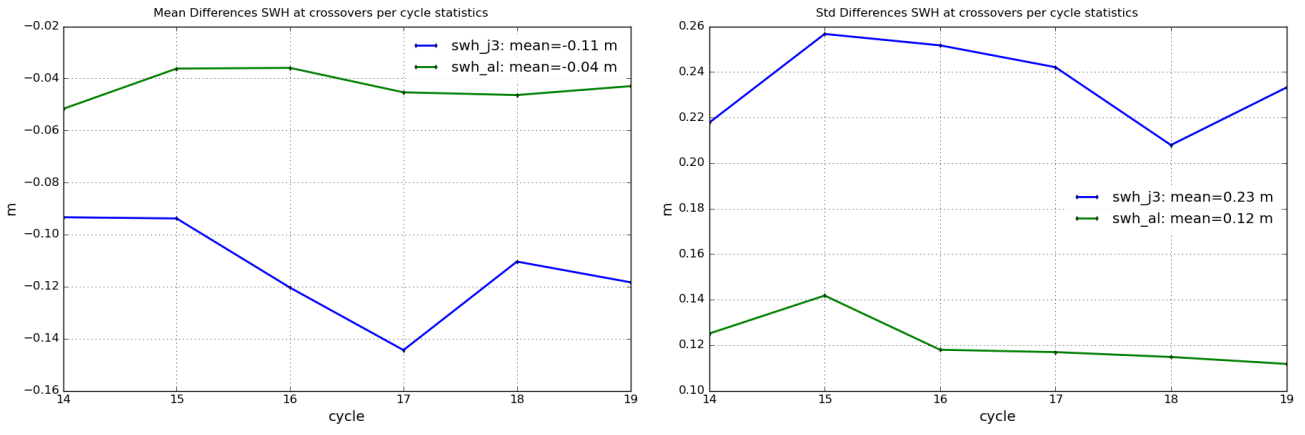 Mean Differences SWH at crossovers per cycle statistics
−0.02
−0.04
−0.06
−0.08
−0.10
−0.12
−0.14
−0.16
m
swh_j3: mean=-0.11 m
swh_al: mean=-0.04 m
14 15 16 17 18 19
cycle
Std Differences SWH at crossovers per cycle statistics
0.26
0.24
0.22
0.20
0.18
0.16
0.14
0.12
0.10
m
swh_j3: mean=0.23 m
swh_al: mean=0.12 m
14 15 16 17 18 19
cycle